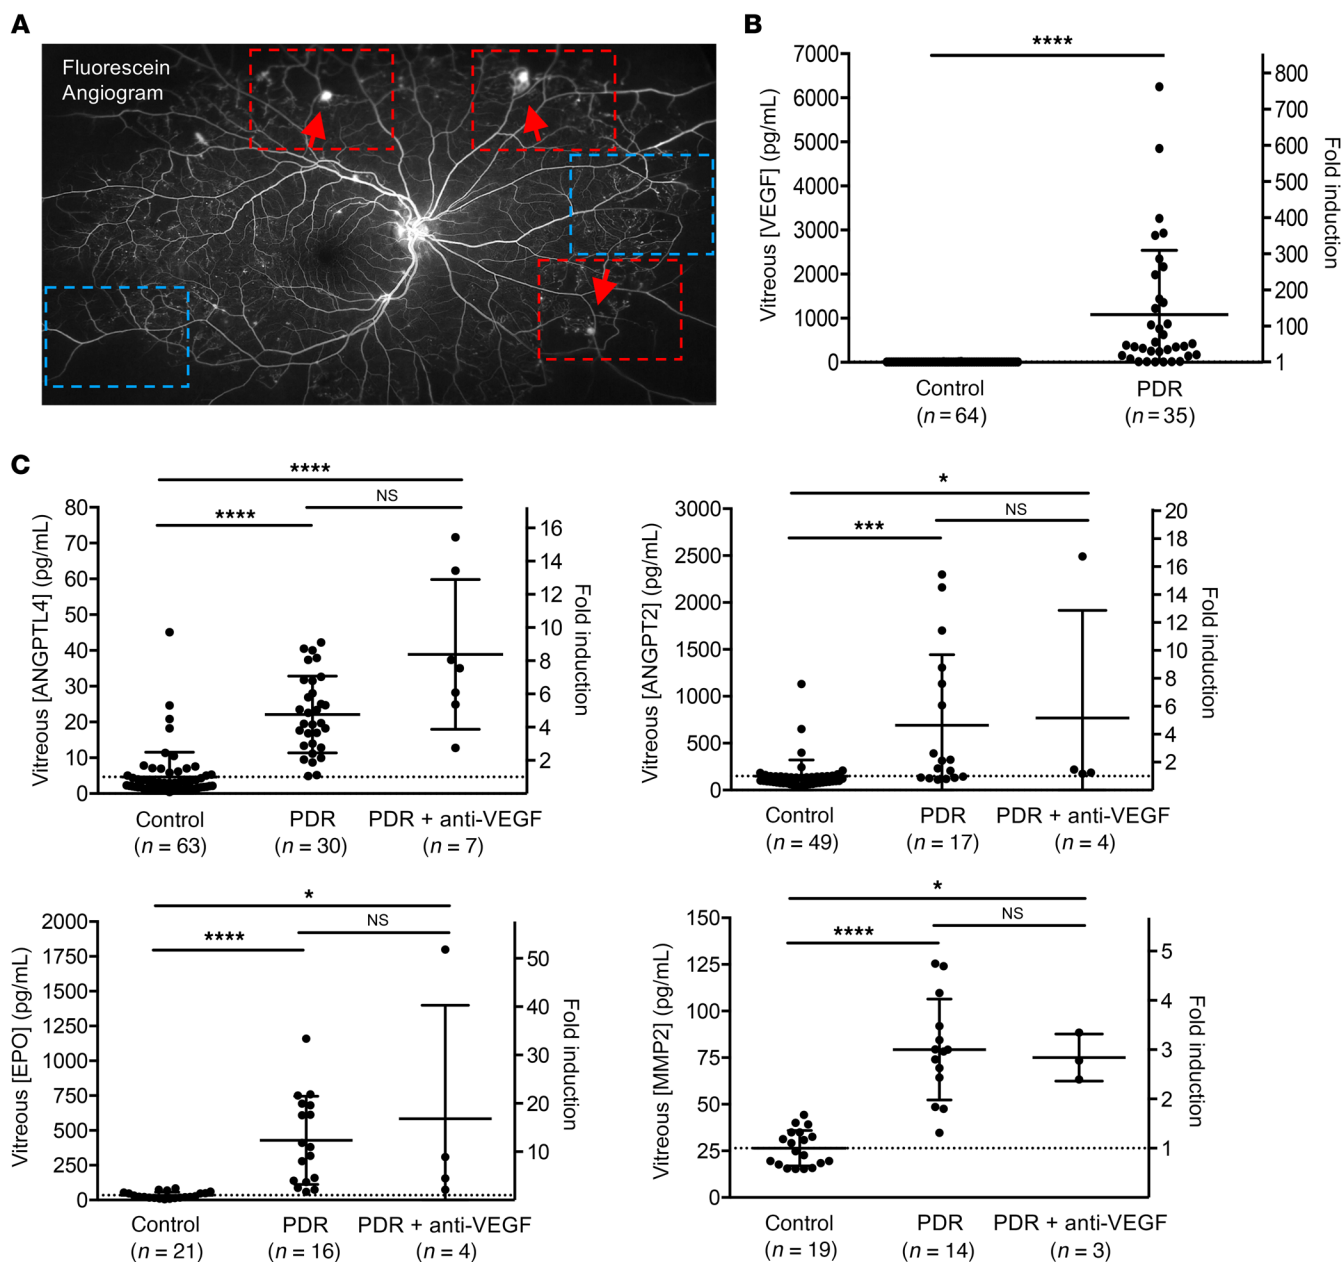 A
Fluorescein
Angiogram
B
****
Vitreous [VEGF] (pg/mL)
7000
6000
5000
4000
3000
2000
1000
0
800
700
600
500
400
300
200
100
1
Fold induction
Control
(n = 64)
PDR
(n = 35)
C
****
NS
****
Vitreous [ANGPTL4] (pg/mL)
80
70
60
50
40
30
20
10
0
16
14
12
10
8
6
4
2
Fold induction
Control
(n = 63)
PDR
(n = 30)
PDR + anti-VEGF
(n = 7)
*
NS
***
Vitreous [ANGPT2] (pg/mL)
3000
2500
2000
1500
1000
500
0
20
18
16
14
12
10
8
6
4
2
Fold induction
Control
(n = 49)
PDR
(n = 17)
PDR + anti-VEGF
(n = 4)
*
NS
****
Vitreous [EPO] (pg/mL)
2000
1750
1500
1250
1000
750
500
250
0
50
40
30
20
10
Fold induction
Control
(n = 21)
PDR
(n = 16)
PDR + anti-VEGF
(n = 4)
*
NS
****
Vitreous [MMP2] (pg/mL)
150
125
100
75
50
25
0
5
4
3
2
1
Fold induction
Control
(n = 19)
PDR
(n = 14)
PDR + anti-VEGF
(n = 3)